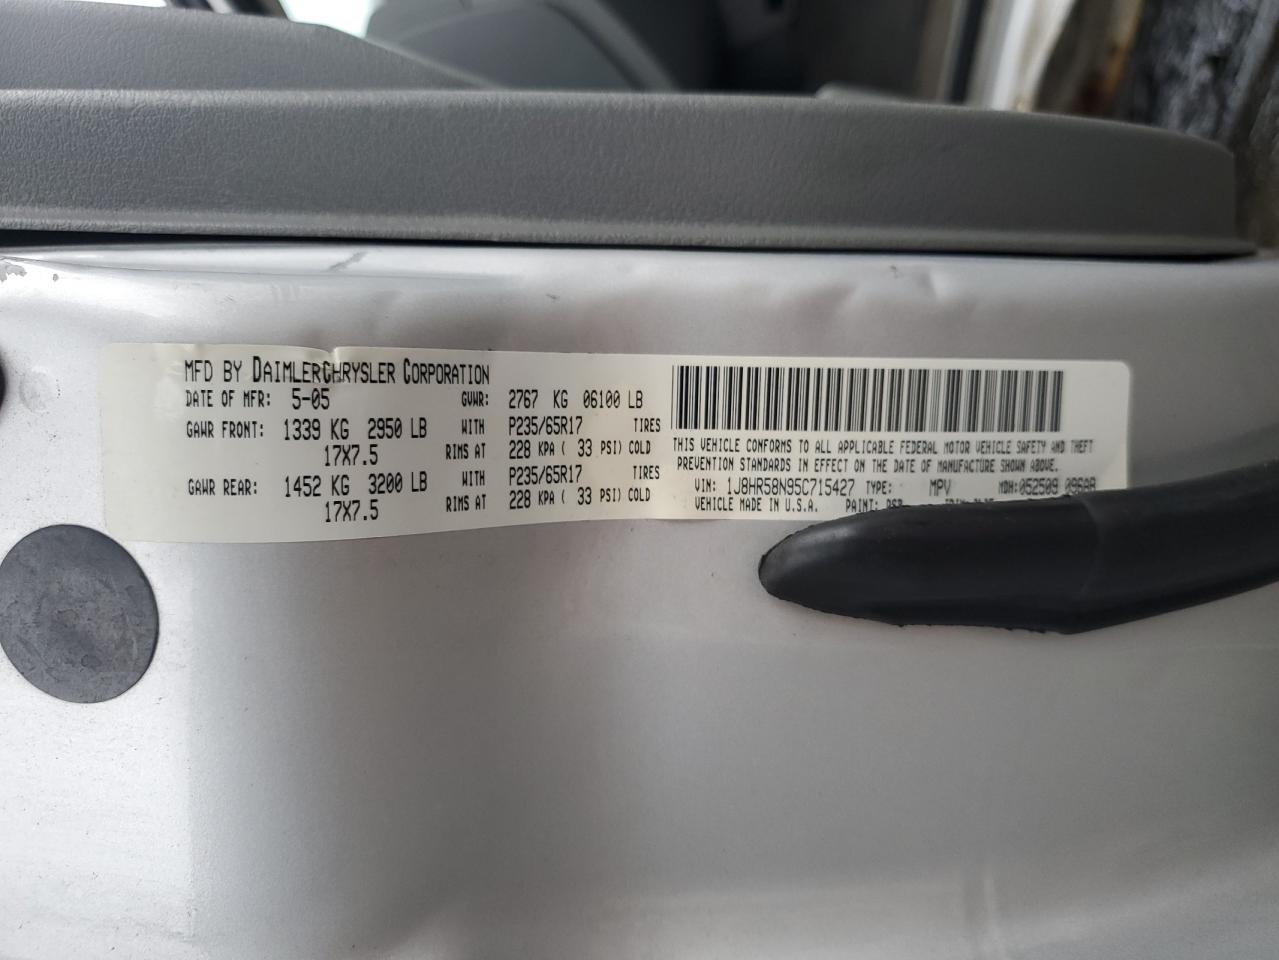 MFD BY DAIMLERCHRYSLER CORPORATION
DATE OF MFR: 5-05 GVWR: 2767 KG 06100 LB
GAWR FRONT: 1339 KG 2950 LB WITH P235/65R17 TIRES
17X7.5 RIMS AT 228 KPA ( 33 PSI) COLD
GAWR REAR: 1452 KG 3200 LB WITH P235/65R17 TIRES
17X7.5 RIMS AT 228 KPA ( 33 PSI) COLD
THIS VEHICLE CONFORMS TO ALL APPLICABLE FEDERAL MOTOR VEHICLE SAFETY AND THEFT
PREVENTION STANDARDS IN EFFECT ON THE DATE OF MANUFACTURE SHOWN ABOVE.
VIN: 1J8HR58N95C715427 TYPE: MPV MDH: 052509
VEHICLE MADE IN U.S.A. PAINT: